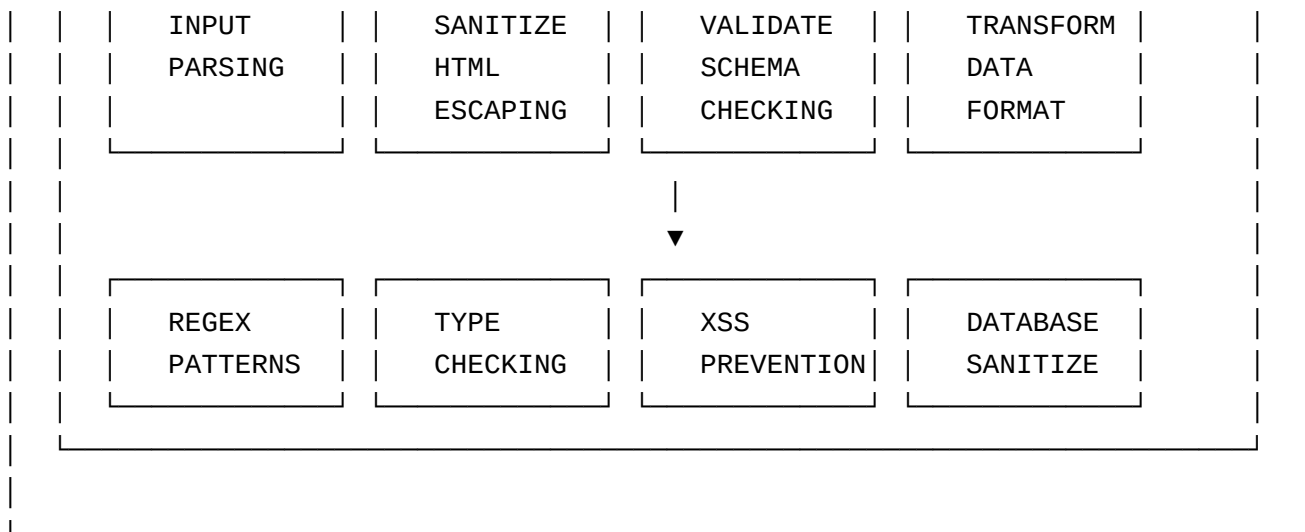 INPUT SANITIZE VALIDATE TRANSFORM
PARSING HTML SCHEMA DATA
ESCAPING CHECKING FORMAT
REGEX TYPE XSS DATABASE
PATTERNS CHECKING PREVENTION SANITIZE